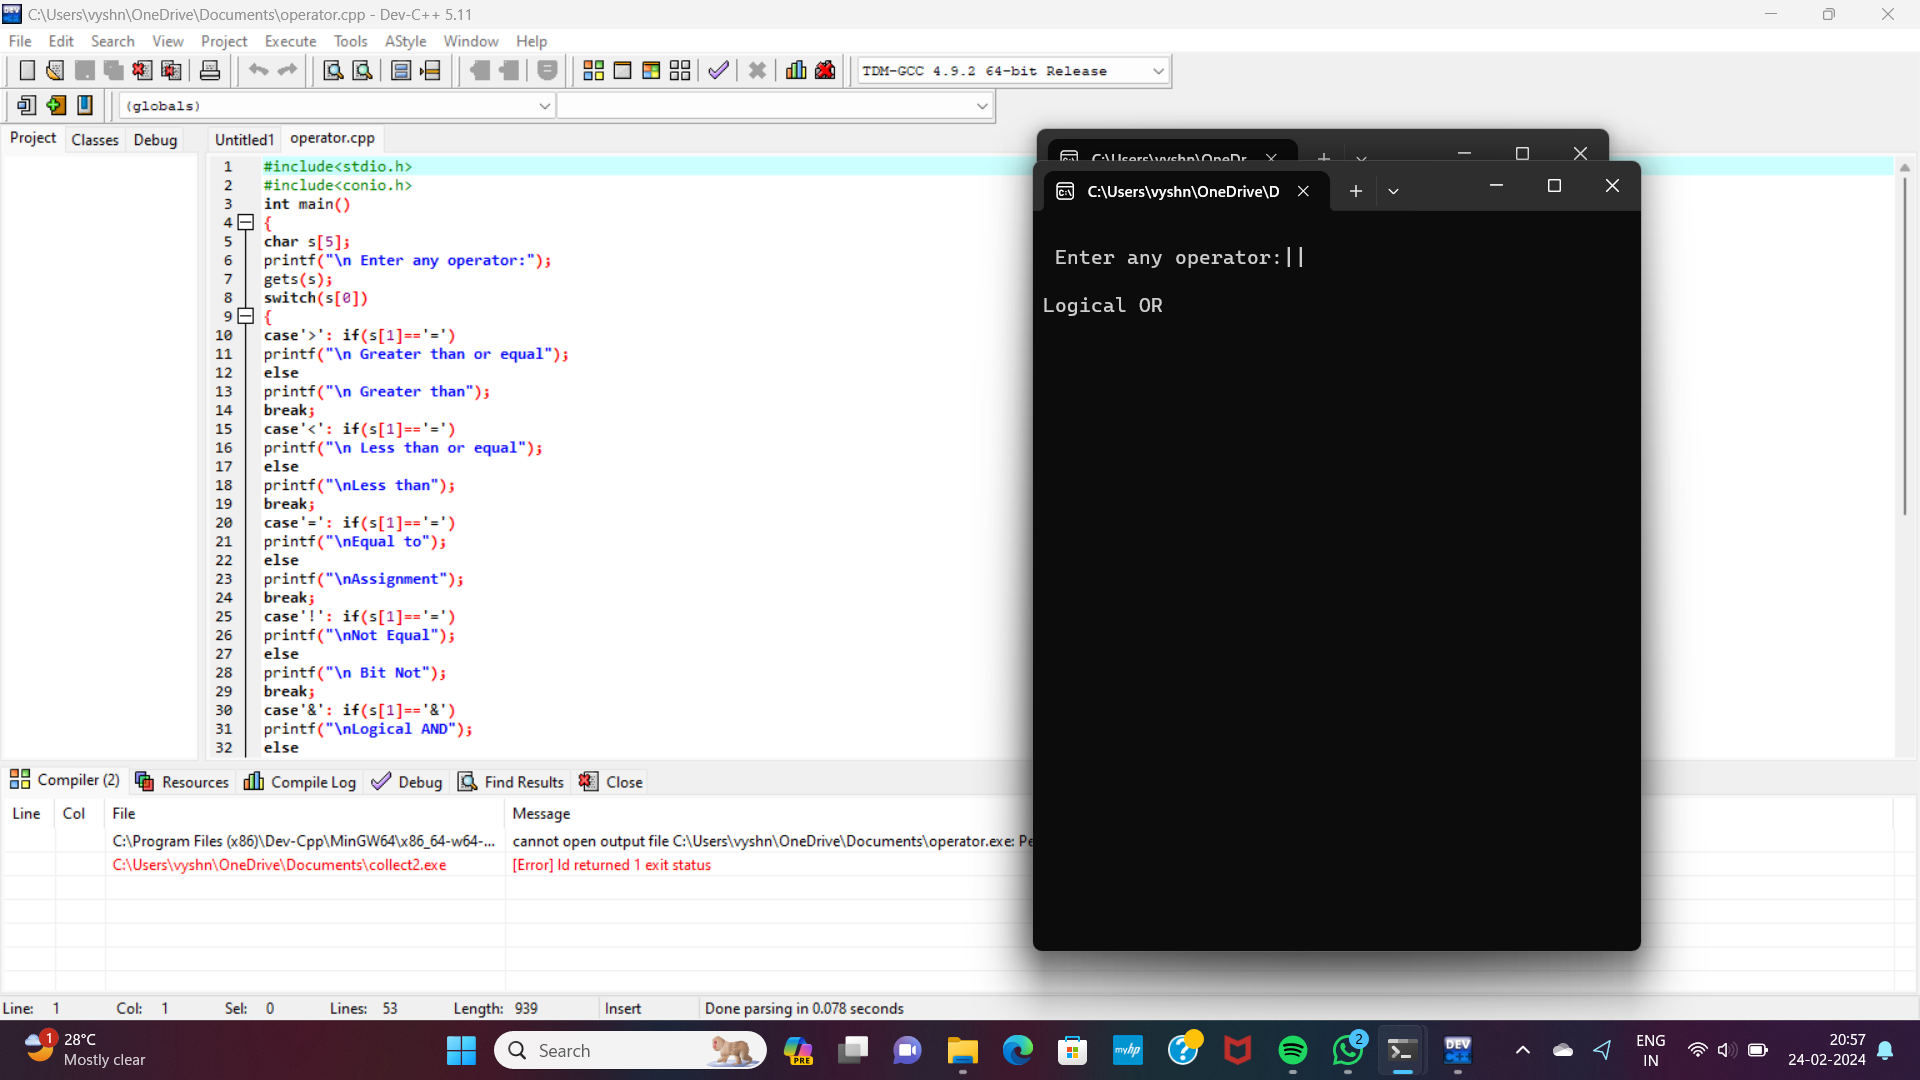 C:\Users\vyshn\OneDrive\Documents\operator.cpp - Dev-C++ 5.11
File Edit Search View Project Execute Tools AStyle Window Help
TDM-GCC 4.9.2 64-bit Release
(globals)
Project Classes Debug
Untitled1 operator.cpp
1 #include<stdio.h>
2 #include<conio.h>
3 int main()
4 {
5 char s[5];
6 printf("\n Enter any operator:");
7 gets(s);
8 switch(s[0])
9 {
10 case'>': if(s[1]=='=')
11 printf("\n Greater than or equal");
12 else
13 printf("\n Greater than");
14 break;
15 case'<': if(s[1]=='=')
16 printf("\n Less than or equal");
17 else
18 printf("\nLess than");
19 break;
20 case'=': if(s[1]=='=')
21 printf("\nEqual to");
22 else
23 printf("\nAssignment");
24 break;
25 case'!': if(s[1]=='=')
26 printf("\nNot Equal");
27 else
28 printf("\n Bit Not");
29 break;
30 case'&': if(s[1]=='&')
31 printf("\nLogical AND");
32 else
C:\Users\vyshn\OneDr
C:\Users\vyshn\OneDrive\D
Enter any operator:||
Logical OR
Compiler (2) Resources Compile Log Debug Find Results Close
Line Col File Message
C:\Program Files (x86)\Dev-Cpp\MinGW64\x86_64-w64-... cannot open output file C:\Users\vyshn\OneDrive\Documents\operator.exe: Pe
C:\Users\vyshn\OneDrive\Documents\collect2.exe [Error] ld returned 1 exit status
Line: 1 Col: 1 Sel: 0 Lines: 53 Length: 939 Insert Done parsing in 0.078 seconds
1
28°C
Mostly clear
Search
PRE
myhp
2
DEV
ENG
IN
20:57
24-02-2024